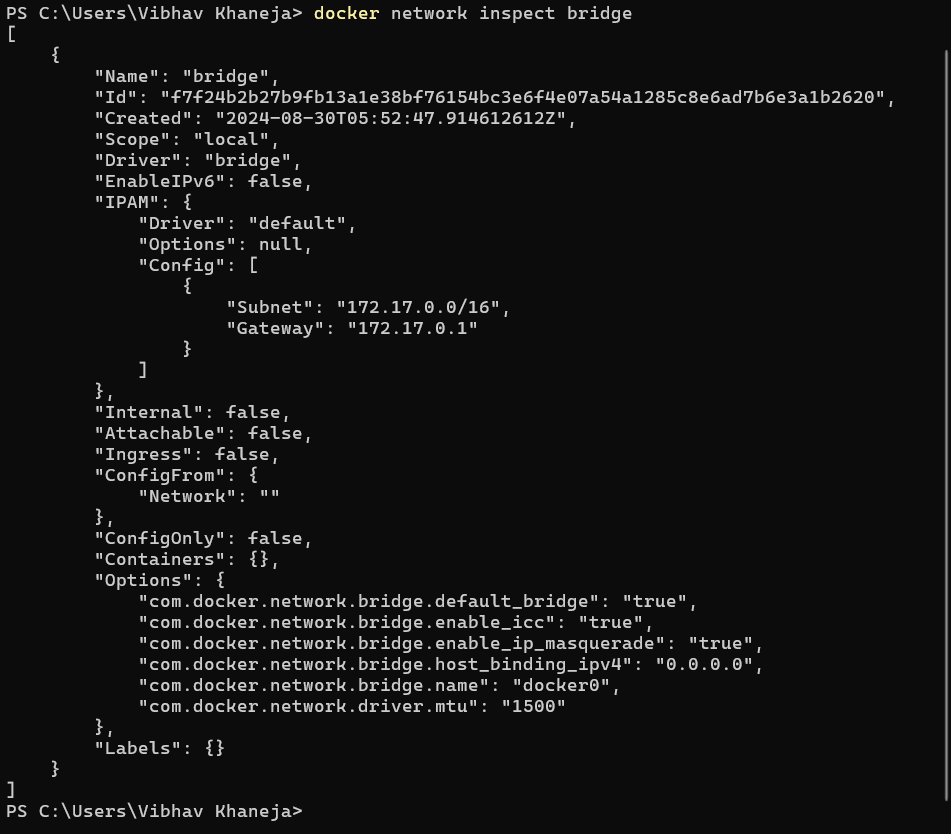 PS C:\Users\Vibhav Khaneja> docker network inspect bridge
[
    {
        "Name": "bridge",
        "Id": "f7f24b2b27b9fb13a1e38bf76154bc3e6f4e07a54a1285c8e6ad7b6e3a1b2620",
        "Created": "2024-08-30T05:52:47.914612612Z",
        "Scope": "local",
        "Driver": "bridge",
        "EnableIPv6": false,
        "IPAM": {
            "Driver": "default",
            "Options": null,
            "Config": [
                {
                    "Subnet": "172.17.0.0/16",
                    "Gateway": "172.17.0.1"
                }
            ]
        },
        "Internal": false,
        "Attachable": false,
        "Ingress": false,
        "ConfigFrom": {
            "Network": ""
        },
        "ConfigOnly": false,
        "Containers": {},
        "Options": {
            "com.docker.network.bridge.default_bridge": "true",
            "com.docker.network.bridge.enable_icc": "true",
            "com.docker.network.bridge.enable_ip_masquerade": "true",
            "com.docker.network.bridge.host_binding_ipv4": "0.0.0.0",
            "com.docker.network.bridge.name": "docker0",
            "com.docker.network.driver.mtu": "1500"
        },
        "Labels": {}
    }
]
PS C:\Users\Vibhav Khaneja>